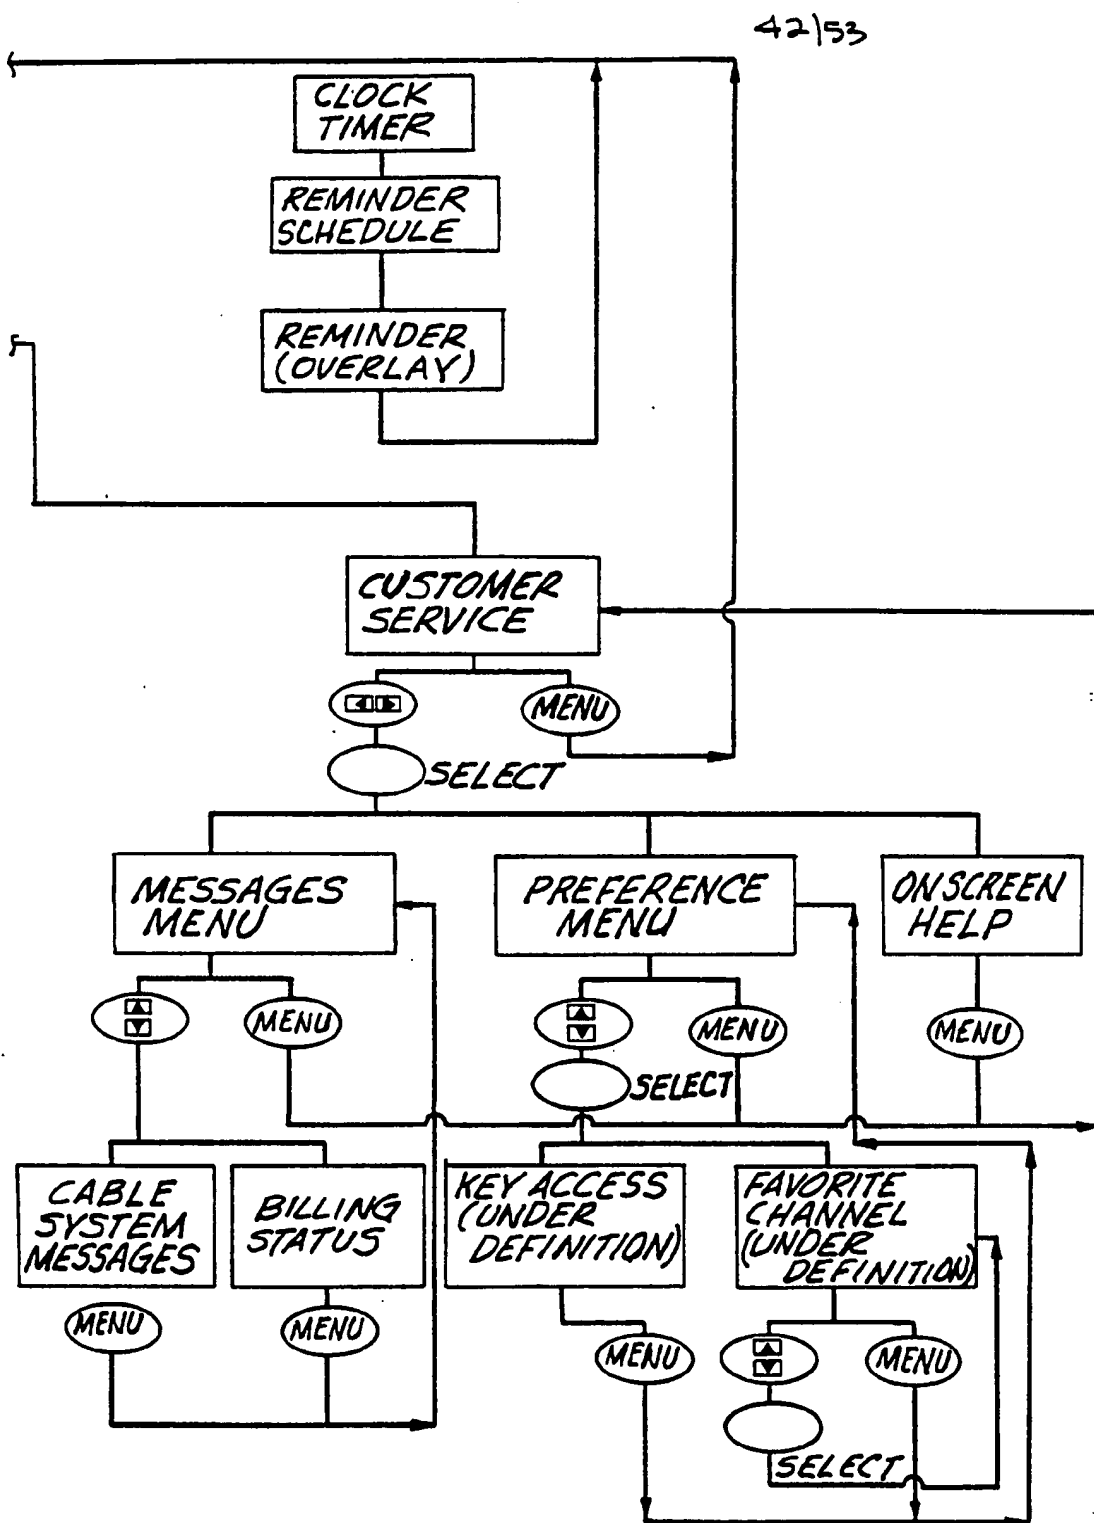 42/53
CLOCK
TIMER
REMINDER
SCHEDULE
REMINDER
(OVERLAY)
CUSTOMER
SERVICE
MENU
SELECT
MESSAGES
MENU
PREFERENCE
MENU
ON SCREEN
HELP
MENU
MENU
MENU
SELECT
CABLE
SYSTEM
MESSAGES
BILLING
STATUS
KEY ACCESS
(UNDER
DEFINITION)
FAVORITE
CHANNEL
(UNDER
DEFINITION)
MENU
MENU
MENU
MENU
SELECT